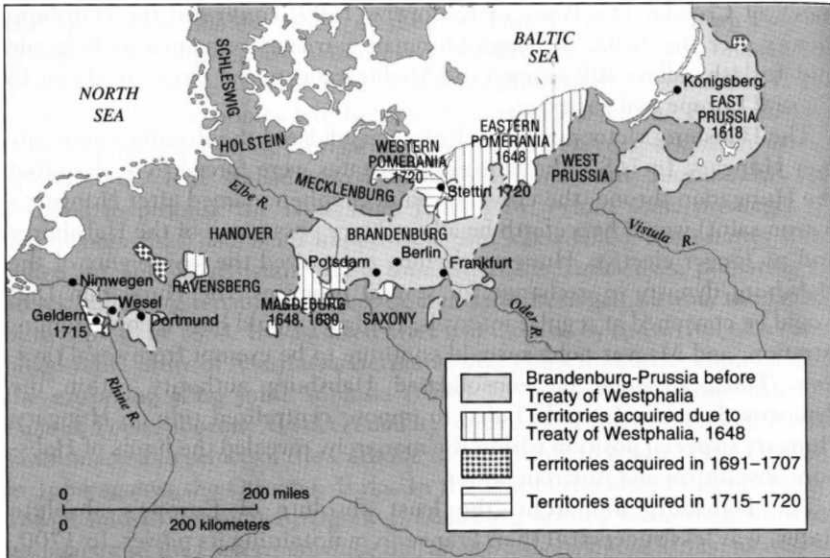 BALTIC
SEA
NORTH
SEA
SCHLESWIG
HOLSTEIN
Elbe R.
MECKLENBURG
WESTERN
POMERANIA
1720
EASTERN
POMERANIA
1648
Stettin 1720
Königsberg
EAST
PRUSSIA
1618
WEST
PRUSSIA
Vistula R.
HANOVER
BRANDENBURG
Berlin
Potsdam
Frankfurt
Oder R.
Nimwegen
RAVENSBERG
Wesel
Geldern
1715
Dortmund
MAGDEBURG
1648, 1680
SAXONY
Rhine R.
Brandenburg-Prussia before
Treaty of Westphalia
Territories acquired due to
Treaty of Westphalia, 1648
Territories acquired in 1691–1707
Territories acquired in 1715–1720
0 200 miles
0 200 kilometers